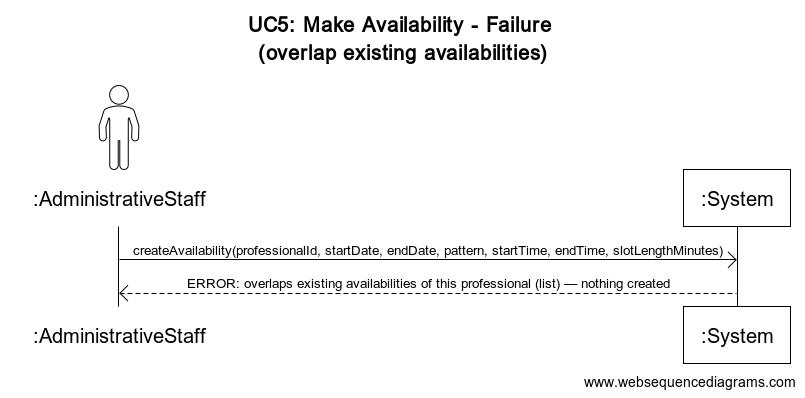 UC5: Make Availability - Failure
(overlap existing availabilities)
:AdministrativeStaff
:System
createAvailability(professionalId, startDate, endDate, pattern, startTime, endTime, slotLengthMinutes)
ERROR: overlaps existing availabilities of this professional (list) — nothing created
:AdministrativeStaff
:System
www.websequencediagrams.com